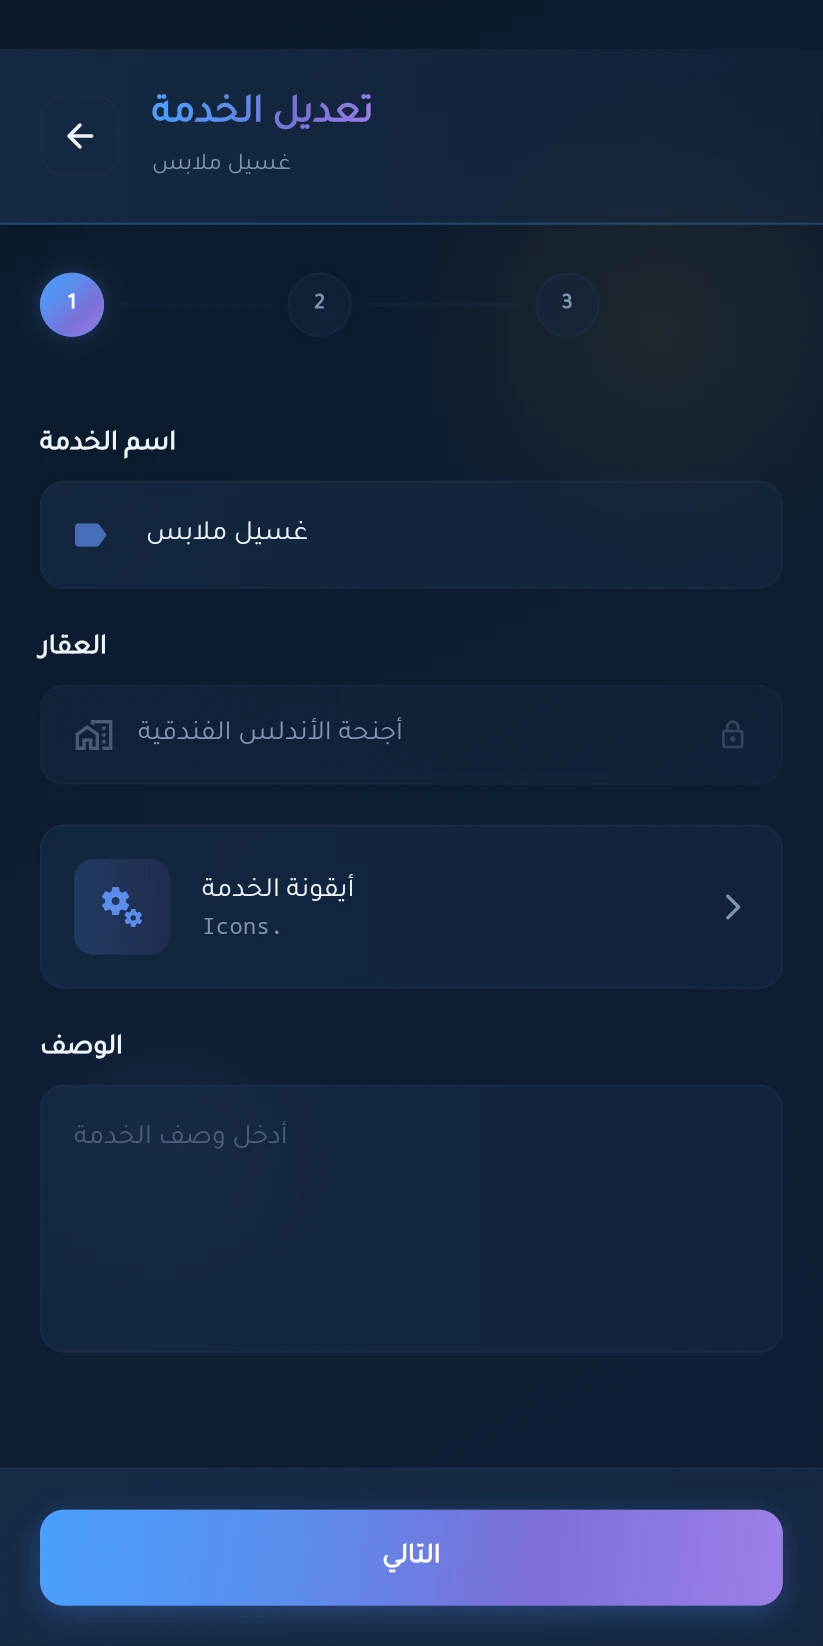 تعديل الخدمة
غسيل ملابس
1
2
3
اسم الخدمة
غسيل ملابس
العقار
أجنحة الأندلس الفندقية
أيقونة الخدمة
Icons.
الوصف
أدخل وصف الخدمة
التالي